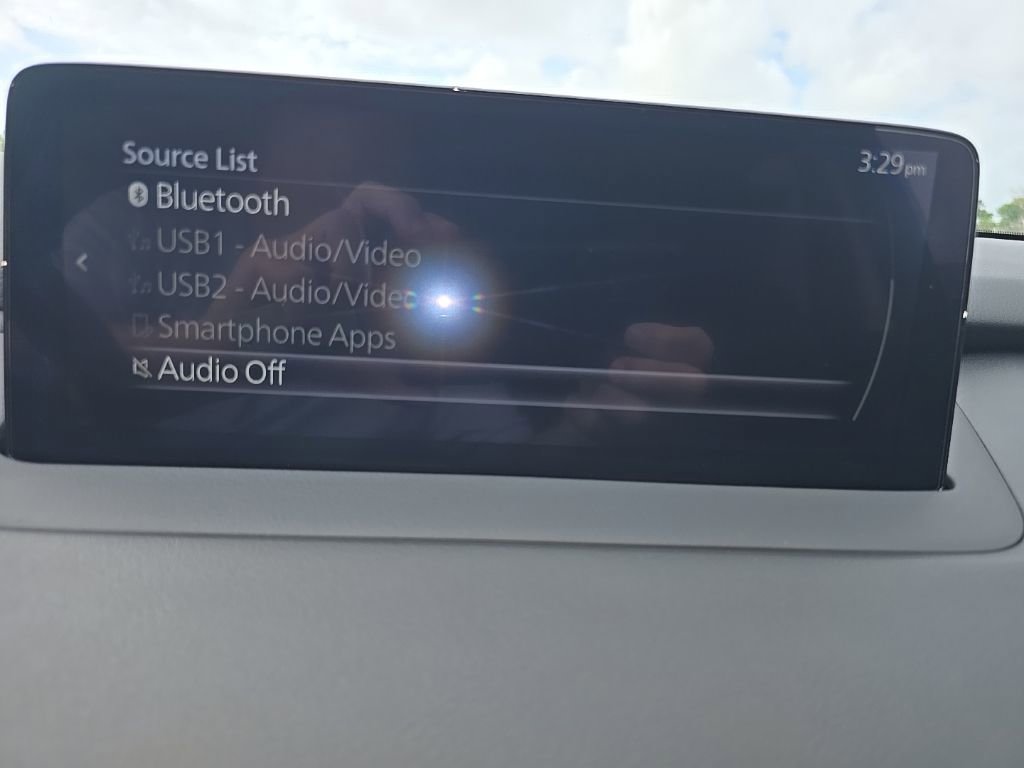 Source List
3:29pm
Bluetooth
USB1 - Audio/Video
USB2 - Audio/Video
Smartphone Apps
Audio Off